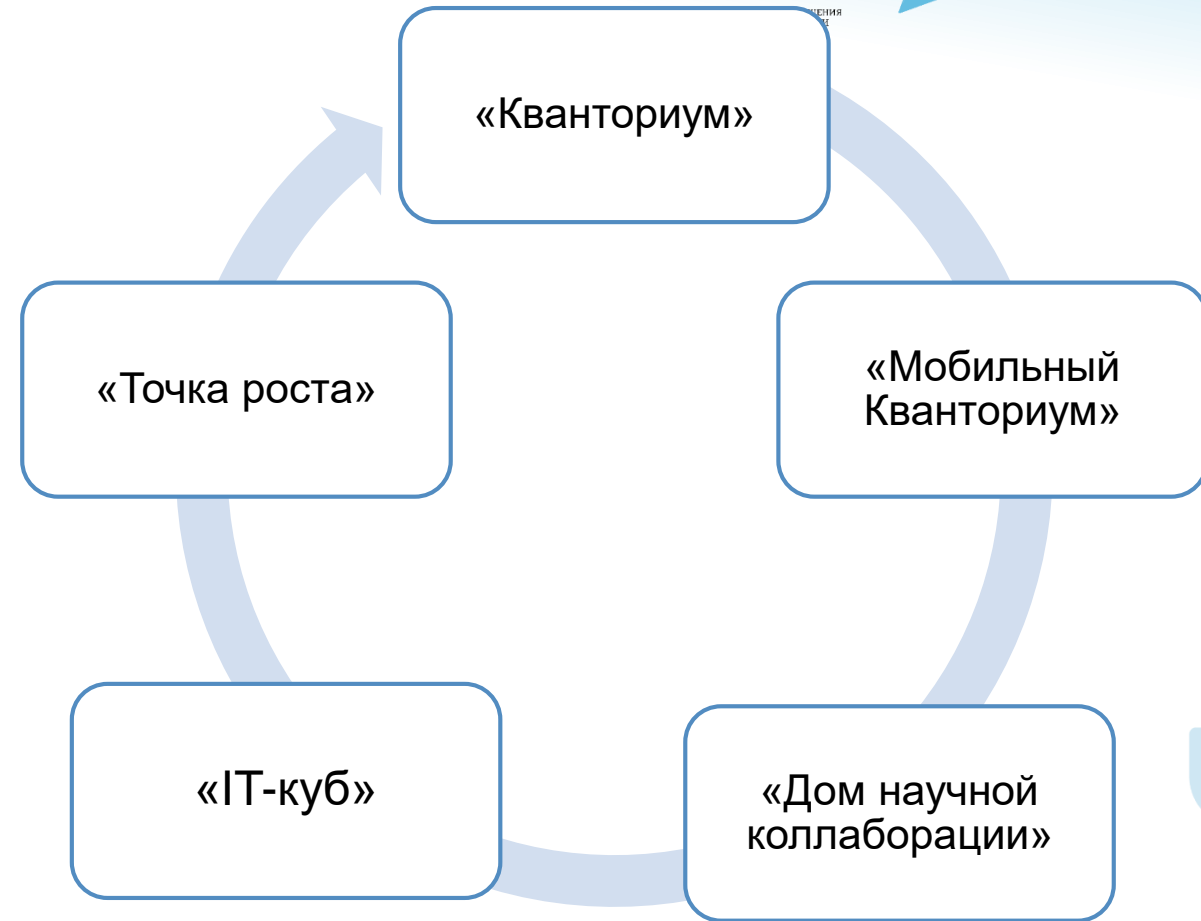 «Кванториум»
«Мобильный
Кванториум»
«Дом научной
коллаборации»
«IT-куб»
«Точка роста»